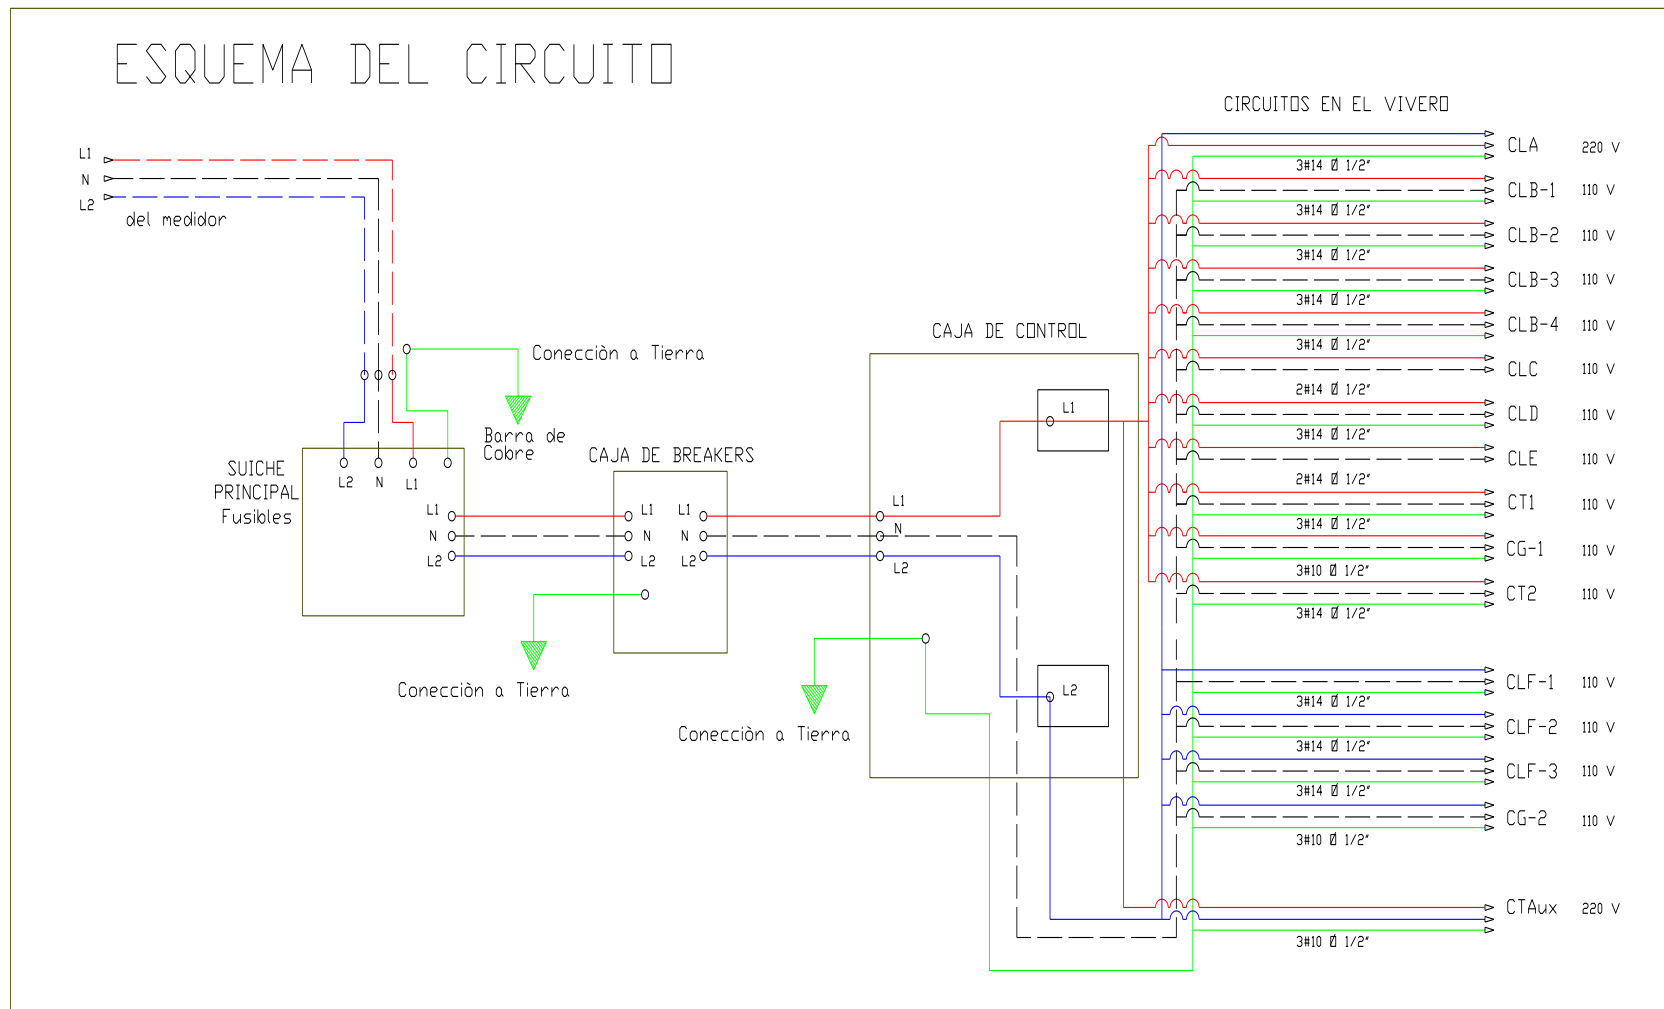 ESQUEMA DEL CIRCUITO
CIRCUITOS EN EL VIVERO
L1
N
L2
del medidor
CLA 220 V
3#14 Ø 1/2"
CLB-1 110 V
3#14 Ø 1/2"
CLB-2 110 V
3#14 Ø 1/2"
CLB-3 110 V
3#14 Ø 1/2"
CLB-4 110 V
3#14 Ø 1/2"
CLC 110 V
2#14 Ø 1/2"
CLD 110 V
3#14 Ø 1/2"
CLE 110 V
2#14 Ø 1/2"
CT1 110 V
3#14 Ø 1/2"
CG-1 110 V
3#10 Ø 1/2"
CT2 110 V
3#14 Ø 1/2"
CLF-1 110 V
3#14 Ø 1/2"
CLF-2 110 V
3#14 Ø 1/2"
CLF-3 110 V
3#14 Ø 1/2"
CG-2 110 V
3#10 Ø 1/2"
CTAux 220 V
3#10 Ø 1/2"
Conecciòn a Tierra
Barra de
Cobre
SUICHE
PRINCIPAL
Fusibles
L2 N L1
L1
N
L2
CAJA DE BREAKERS
L1
N
L2
L1
N
L2
Conecciòn a Tierra
CAJA DE CONTROL
L1
N
L2
L1
L2
Conecciòn a Tierra